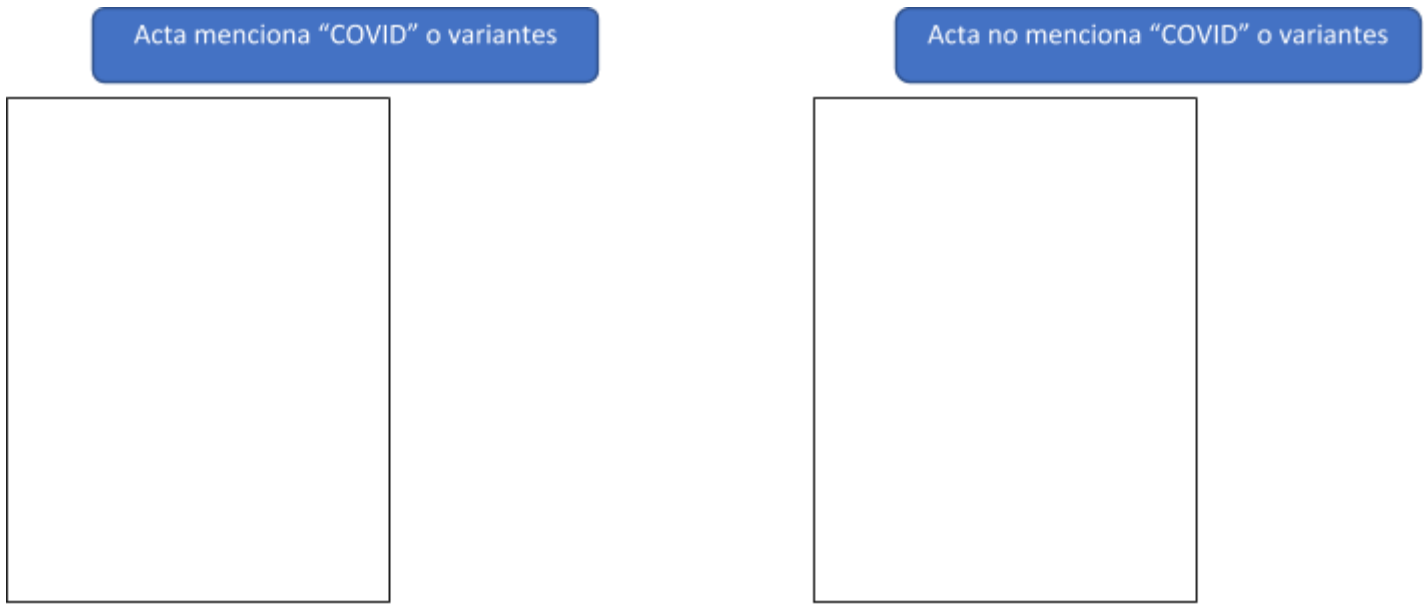 Acta menciona “COVID” o variantes
Acta no menciona “COVID” o variantes